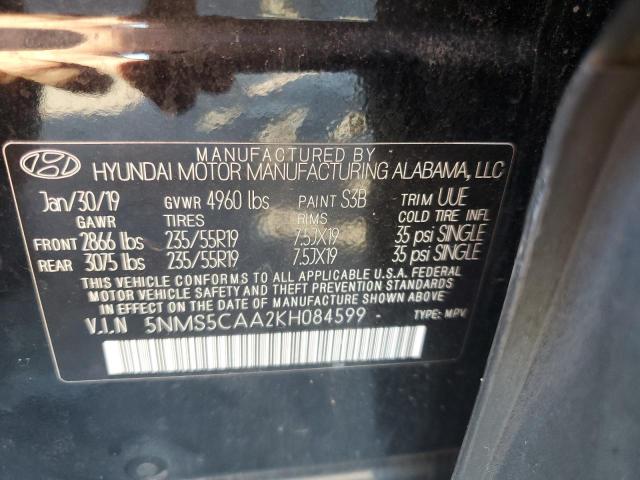 MANUFACTURED BY
HYUNDAI MOTOR MANUFACTURING ALABAMA, LLC
Jan/30/19 GVWR 4960 lbs PAINT S3B TRIM UUE
GAWR TIRES RIMS COLD TIRE INFL
FRONT 2866 lbs 235/55R19 7.5JX19 35 psi SINGLE
REAR 3075 lbs 235/55R19 7.5JX19 35 psi SINGLE
THIS VEHICLE CONFORMS TO ALL APPLICABLE U.S.A. FEDERAL
MOTOR VEHICLE SAFETY AND THEFT PREVENTION STANDARDS
IN EFFECT ON THE DATE OF MANUFACTURE SHOWN ABOVE.
V.I.N 5NMS5CAA2KH084599 TYPE: MPV